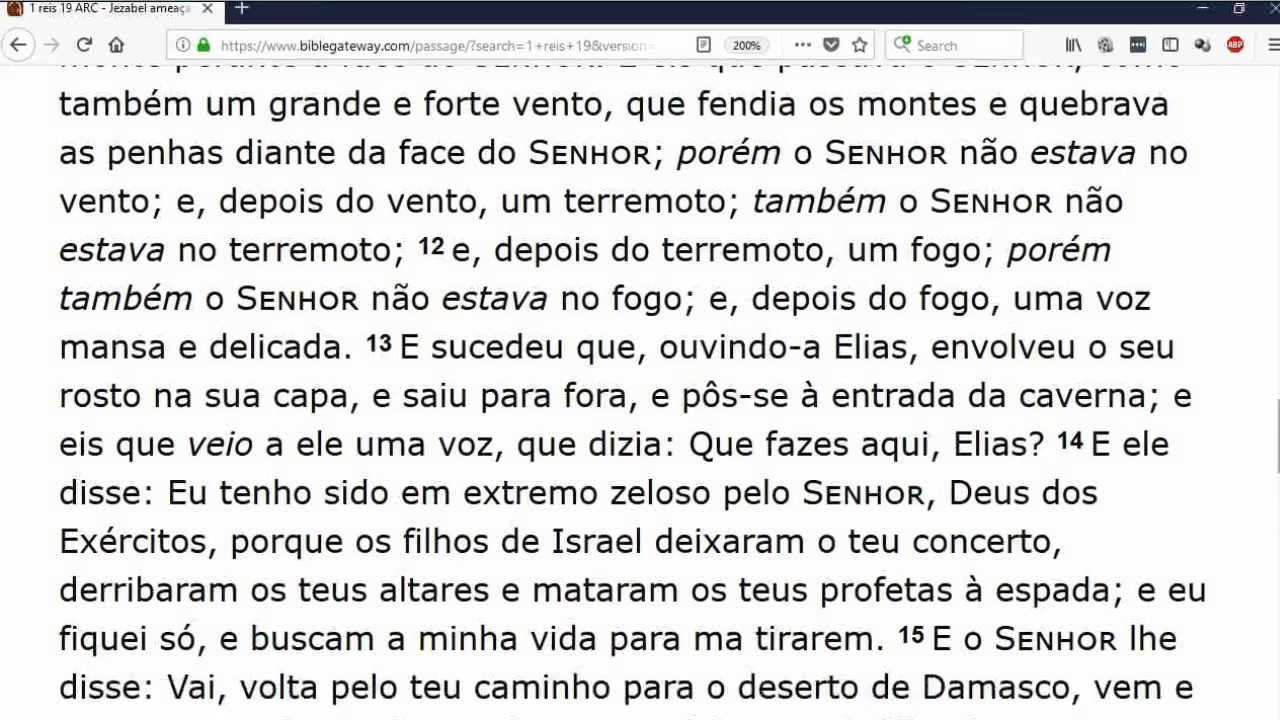 1 reis 19 ARC - Jezabel ameaça
https://www.biblegateway.com/passage/?search=1+reis+19&version=
200%
Search
ABP
também um grande e forte vento, que fendia os montes e quebrava
as penhas diante da face do SENHOR; porém o SENHOR não estava no
vento; e, depois do vento, um terremoto; também o SENHOR não
estava no terremoto; 12 e, depois do terremoto, um fogo; porém
também o SENHOR não estava no fogo; e, depois do fogo, uma voz
mansa e delicada. 13 E sucedeu que, ouvindo-a Elias, envolveu o seu
rosto na sua capa, e saiu para fora, e pôs-se à entrada da caverna; e
eis que veio a ele uma voz, que dizia: Que fazes aqui, Elias? 14 E ele
disse: Eu tenho sido em extremo zeloso pelo SENHOR, Deus dos
Exércitos, porque os filhos de Israel deixaram o teu concerto,
derribaram os teus altares e mataram os teus profetas à espada; e eu
fiquei só, e buscam a minha vida para ma tirarem. 15 E o SENHOR lhe
disse: Vai, volta pelo teu caminho para o deserto de Damasco, vem e